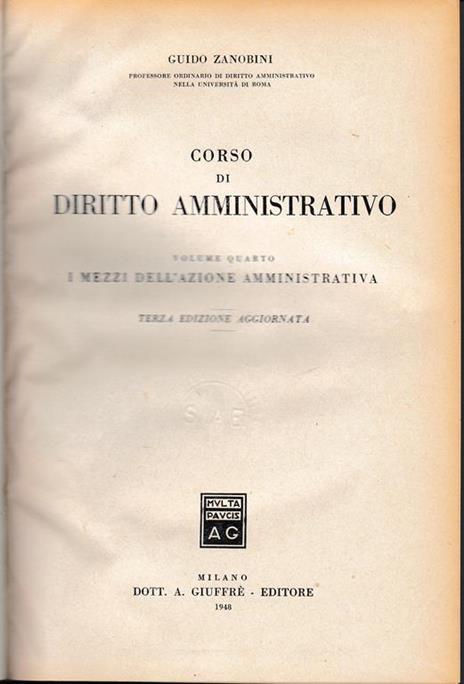 GUIDO ZANOBINI
PROFESSORE ORDINARIO DI DIRITTO AMMINISTRATIVO
NELLA UNIVERSITÀ DI ROMA
CORSO
DI
DIRITTO AMMINISTRATIVO
VOLUME QUARTO
I MEZZI DELL'AZIONE AMMINISTRATIVA
TERZA EDIZIONE AGGIORNATA
SAE
MVLTA
PAVCIS
AG
MILANO
DOTT. A. GIUFFRÈ - EDITORE
1948